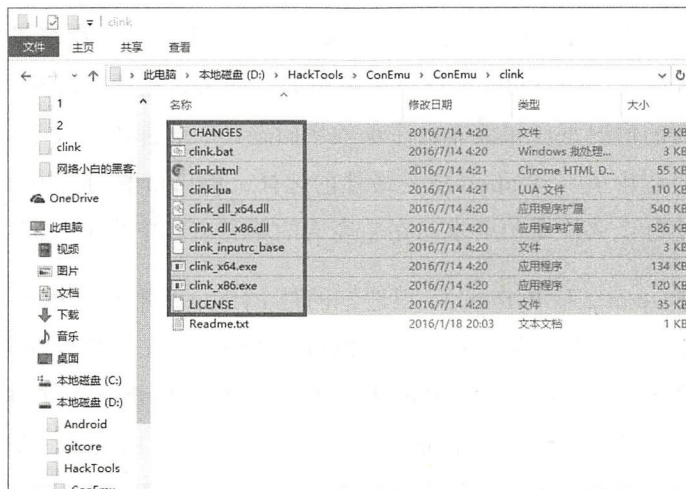 clink
文件 主页 共享 查看
此电脑 › 本地磁盘 (D:) › HackTools › ConEmu › ConEmu › clink
名称 修改日期 类型 大小
1
2
clink
网络小白的黑客
OneDrive
此电脑
视频
图片
文档
下载
音乐
桌面
本地磁盘 (C:)
本地磁盘 (D:)
Android
gitcore
HackTools
ConEmu
CHANGES 2016/7/14 4:20 文件 9 KB
clink.bat 2016/7/14 4:20 Windows 批处理... 3 KB
clink.html 2016/7/14 4:21 Chrome HTML D... 55 KB
clink.lua 2016/7/14 4:21 LUA 文件 110 KB
clink_dll_x64.dll 2016/7/14 4:20 应用程序扩展 540 KB
clink_dll_x86.dll 2016/7/14 4:20 应用程序扩展 526 KB
clink_inputrc_base 2016/7/14 4:20 文件 3 KB
clink_x64.exe 2016/7/14 4:20 应用程序 134 KB
clink_x86.exe 2016/7/14 4:20 应用程序 120 KB
LICENSE 2016/7/14 4:20 文件 35 KB
Readme.txt 2016/1/18 20:03 文本文档 1 KB